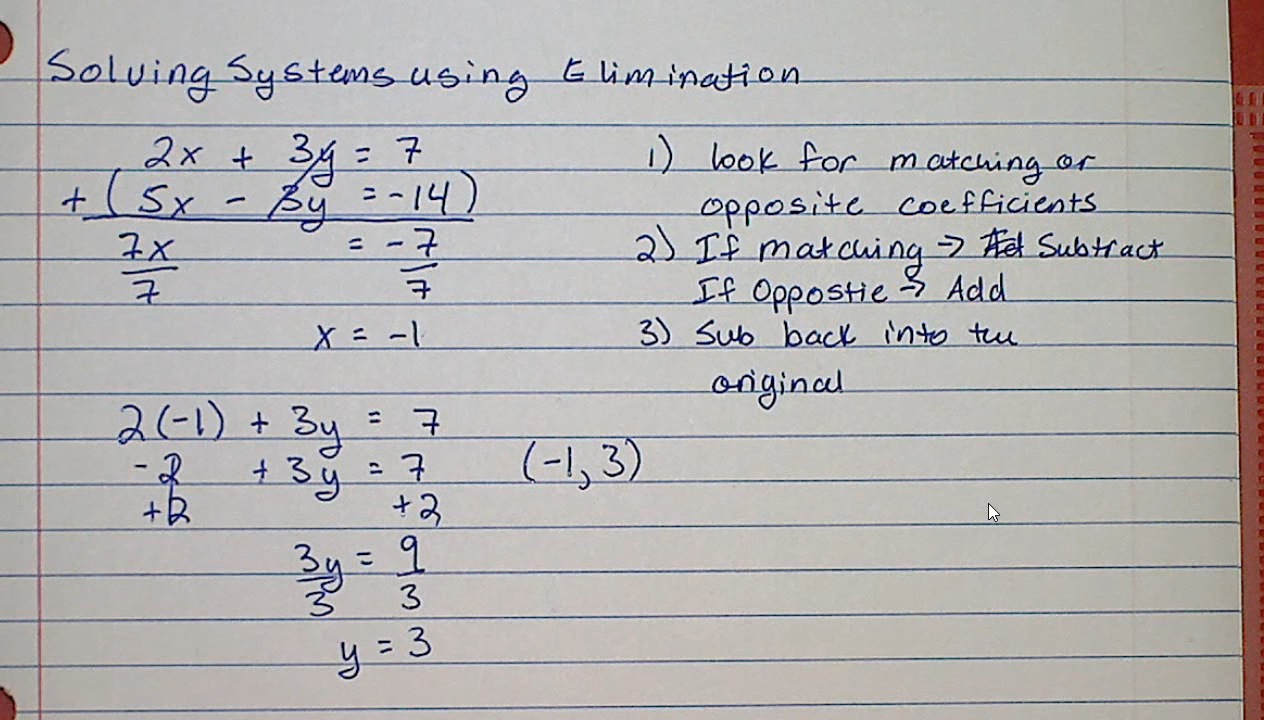 Solving Systems using Elimination
2x + 3y = 7
+ ( 5x - 3y = -14 )
7x = -7
7 7
x = -1
2(-1) + 3y = 7
-2 + 3y = 7
+2 +2
3y = 9
3 3
y = 3
(-1, 3)
1) look for matching or
opposite coefficients
2) If matching → Subtract
If Oppostie → Add
3) Sub back into the
original